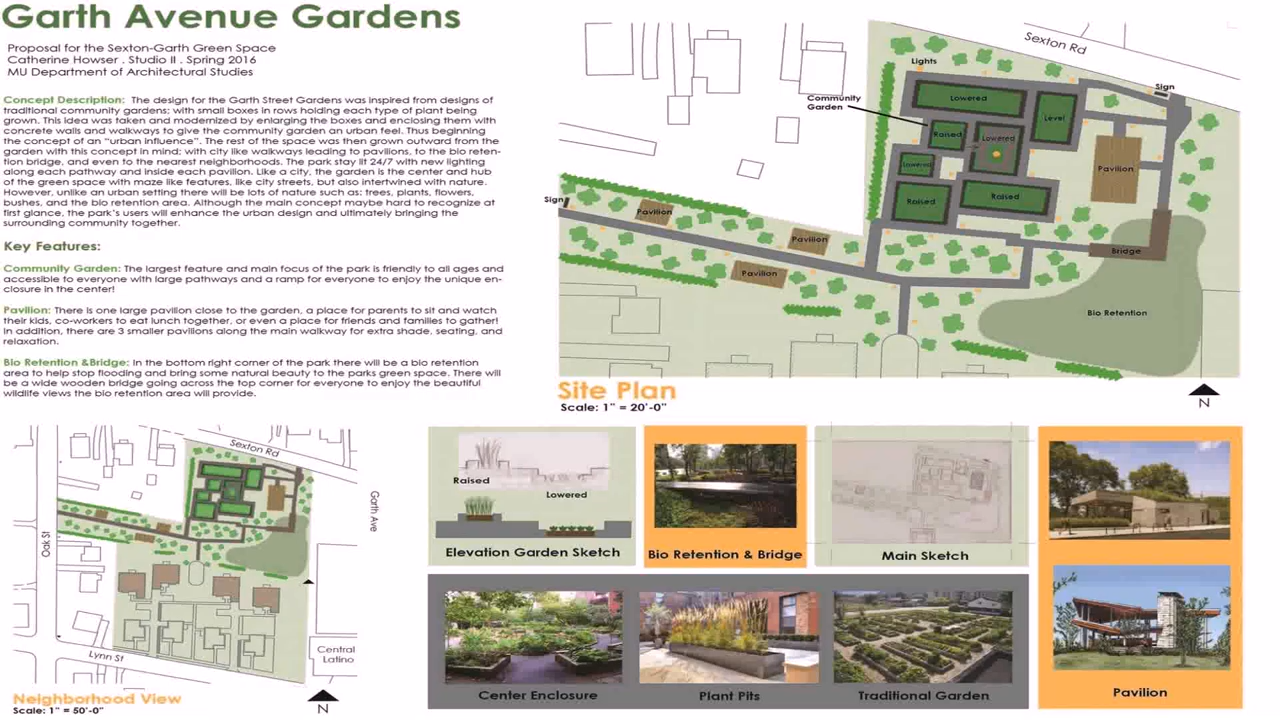 Garth Avenue Gardens
Proposal for the Sexton-Garth Green Space
Catherine Howser . Studio II . Spring 2016
MU Department of Architectural Studies
Concept Description: The design for the Garth Street Gardens was inspired from designs of
traditional community gardens; with small boxes in rows holding each type of plant being
grown. This idea was taken and modernized by enlarging the boxes and enclosing them with
concrete walls and walkways to give the community garden an urban feel. Thus beginning
the concept of an "urban influence". The rest of the space was then grown outward from the
garden with this concept in mind; with city like walkways leading to pavilions, to the bio reten-
tion bridge, and even to the nearest neighborhoods. The park stay lit 24/7 with new lighting
along each pathway and inside each pavilion. Like a city, the garden is the center and hub
of the green space with maze like features, like city streets, but also intertwined with nature.
However, unlike an urban setting there will be lots of nature such as: trees, plants, flowers,
bushes, and the bio retention area. Although the main concept maybe hard to recognize at
first glance, the park's users will enhance the urban design and ultimately bringing the
surrounding community together.
Key Features:
Community Garden: The largest feature and main focus of the park is friendly to all ages and
accessible to everyone with large pathways and a ramp for everyone to enjoy the unique en-
closure in the center!
Pavilion: There is one large pavilion close to the garden, a place for parents to sit and watch
their kids, co-workers to eat lunch together, or even a place for friends and families to gather!
In addition, there are 3 smaller pavilions along the main walkway for extra shade, seating, and
relaxation.
Bio Retention &Bridge: In the bottom right corner of the park there will be a bio retention
area to help stop flooding and bring some natural beauty to the parks green space. There will
be a wide wooden bridge going across the top corner for everyone to enjoy the beautiful
wildlife views the bio retention area will provide.
Sexton Rd
Lights
Sign
Community
Garden
Lowered
Level
Raised
Lowered
Lowered
Pavilion
Raised
Raised
Sign
Pavilion
Pavilion
Pavilion
Bridge
Bio Retention
Site Plan
Scale: 1" = 20'-0"
N
Sexton Rd
Garth Ave
Oak St
Lynn St
Central
Latino
Neighborhood View
Scale: 1" = 50'-0"
N
Raised
Lowered
Elevation Garden Sketch
Bio Retention & Bridge
Main Sketch
Center Enclosure
Plant Pits
Traditional Garden
Pavilion